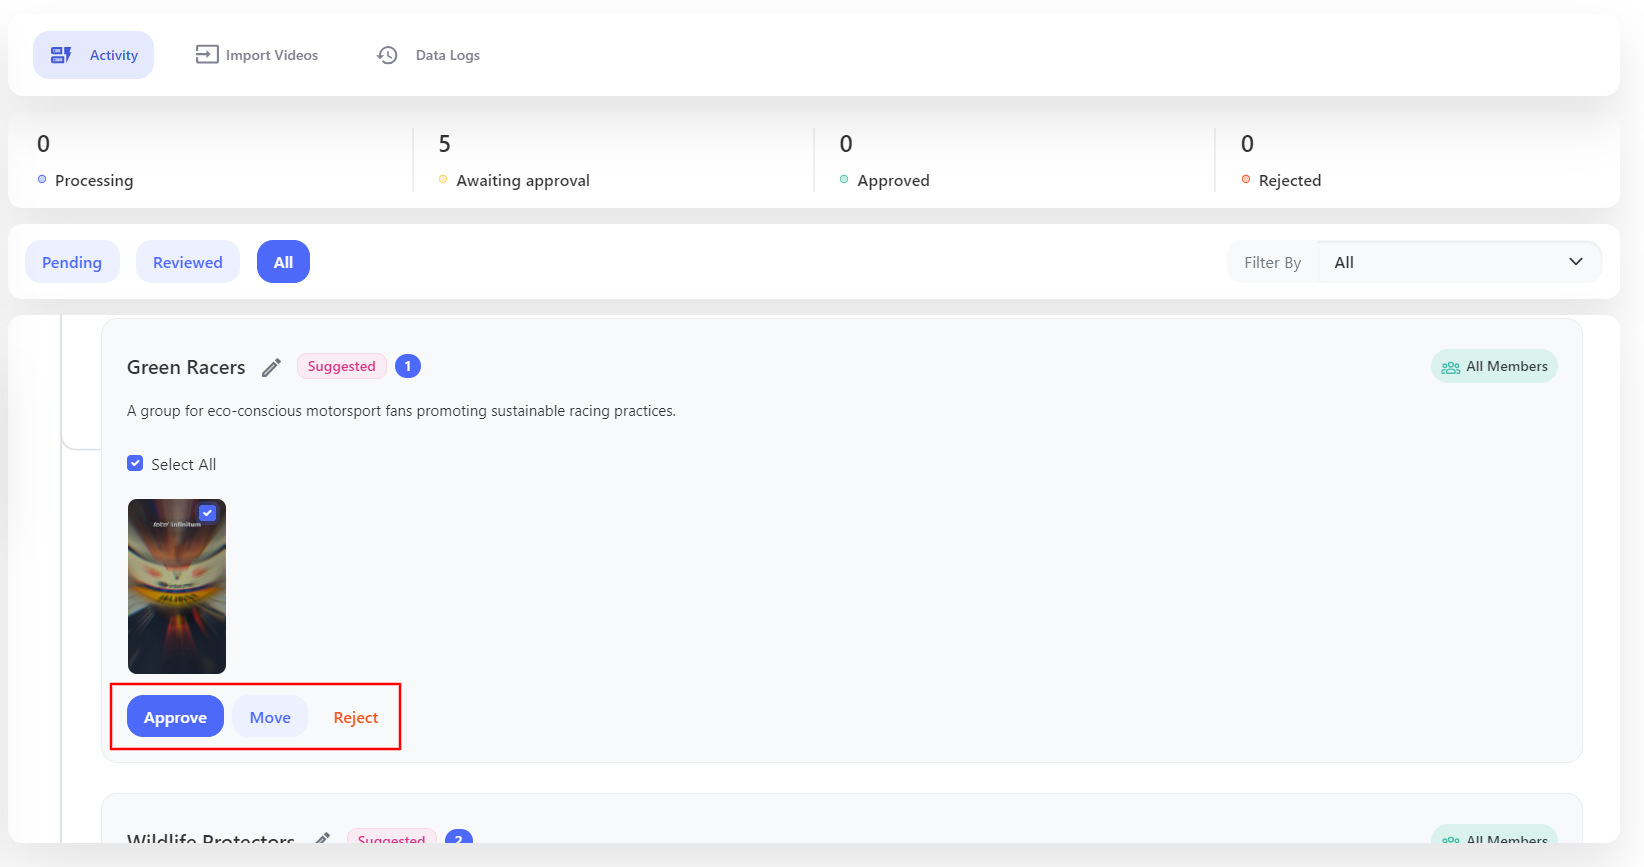 Activity
Import Videos
Data Logs
0
Processing
5
Awaiting approval
0
Approved
0
Rejected
Pending
Reviewed
All
Filter By
All
Green Racers
Suggested
1
All Members
A group for eco-conscious motorsport fans promoting sustainable racing practices.
Select All
telcel infinitum
Approve
Move
Reject
Wildlife Protectors
Suggested
2
All Members